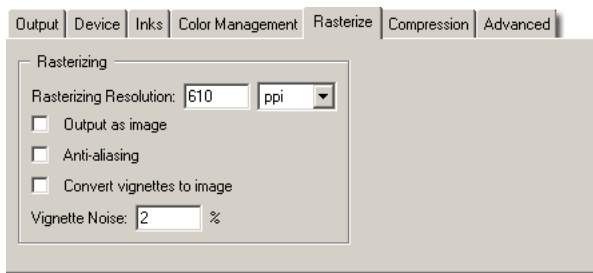 Output Device Inks Color Management Rasterize Compression Advanced
Rasterizing
Rasterizing Resolution: 610 ppi
Output as image
Anti-aliasing
Convert vignettes to image
Vignette Noise: 2 %